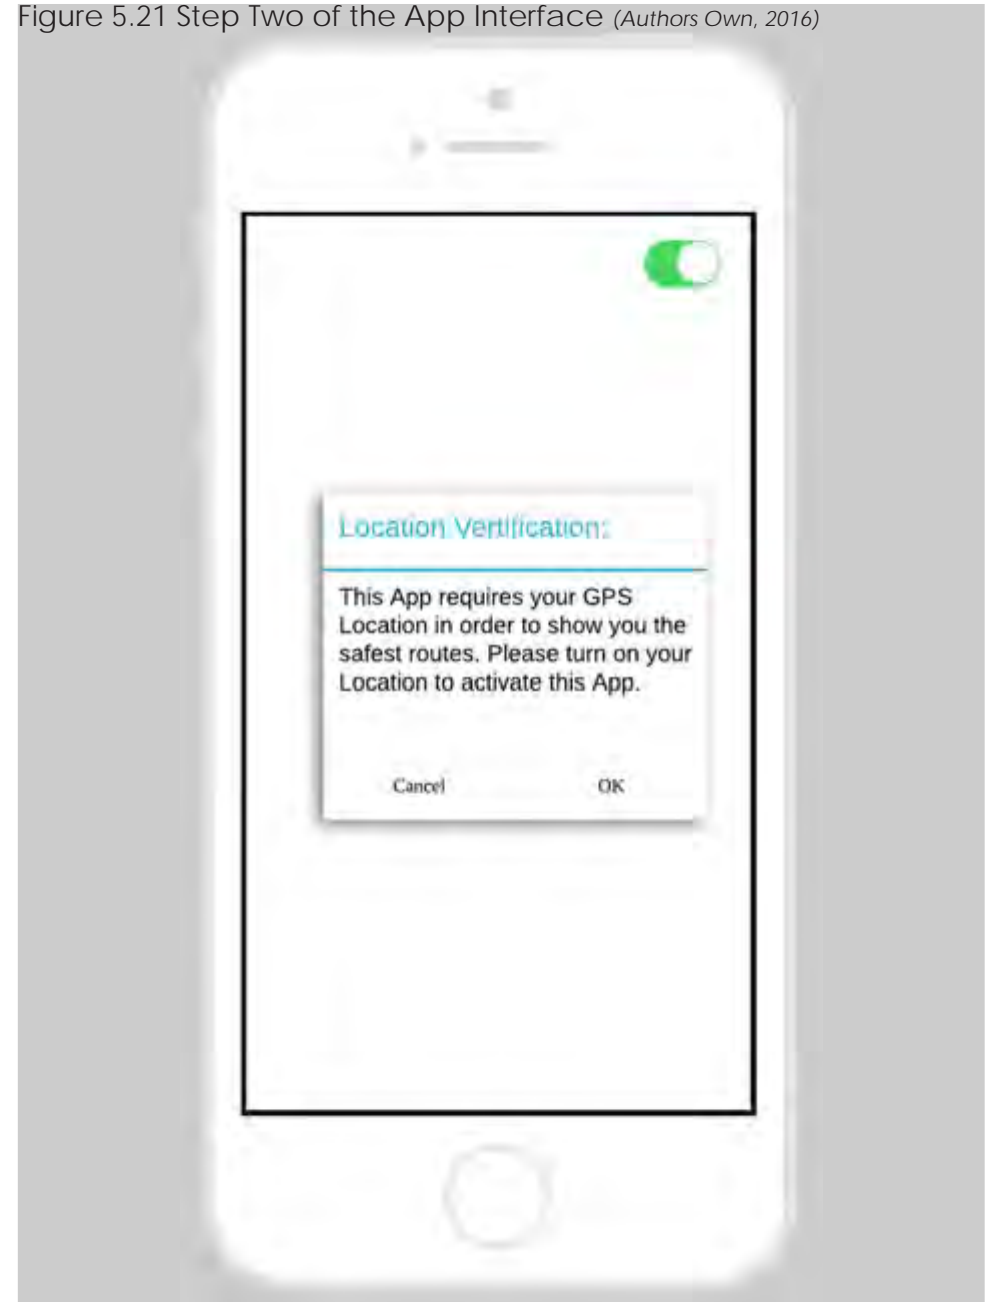 Figure 5.21 Step Two of the App Interface (Authors Own, 2016)
Location Vertification:
This App requires your GPS
Location in order to show you the
safest routes. Please turn on your
Location to activate this App.
Cancel OK